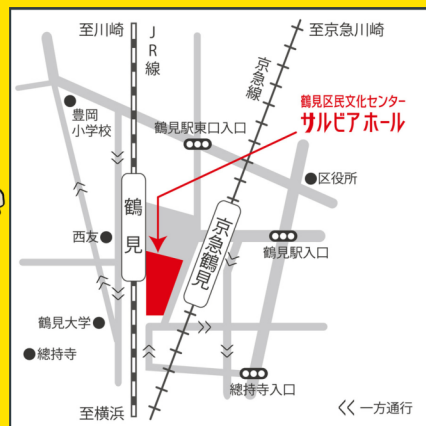 至川崎
JR線
至京急川崎
京急線
鶴見区民文化センター
サルビアホール
豊岡
小学校
鶴見駅東口入口
区役所
鶴見
京急鶴見
西友
鶴見駅入口
鶴見大学
總持寺
總持寺入口
至横浜
一方通行